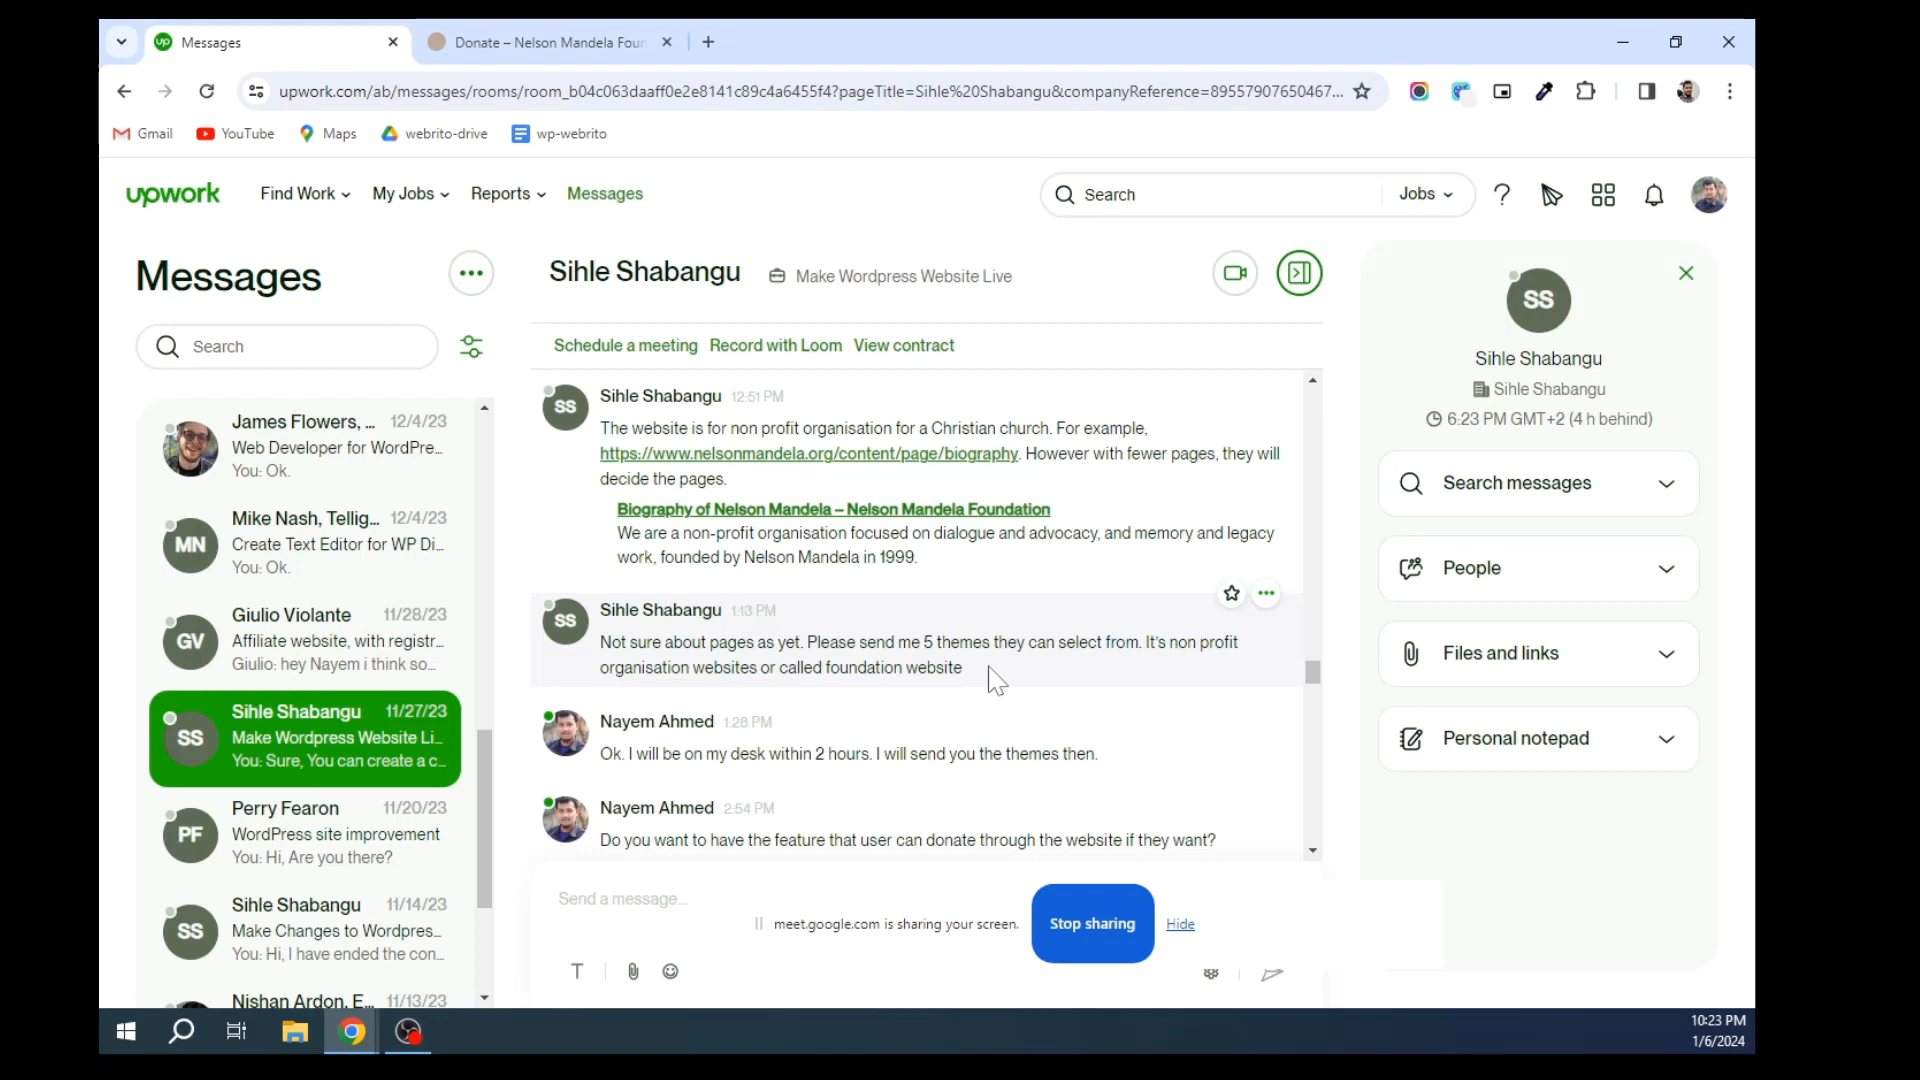 Messages
Donate – Nelson Mandela Foun
upwork.com/ab/messages/rooms/room_b04c063daaff0e2e8141c89c4a6455f4?pageTitle=Sihle%20Shabangu&companyReference=89557907650467...
Gmail
YouTube
Maps
webrito-drive
wp-webrito
upwork
Find Work
My Jobs
Reports
Messages
Search
Jobs
Messages
Search
James Flowers, ... 12/4/23
Web Developer for WordPre...
You: Ok.
MN
Mike Nash, Tellig... 12/4/23
Create Text Editor for WP Di...
You: Ok.
GV
Giulio Violante 11/28/23
Affiliate website, with registr...
Giulio: hey Nayem i think so...
SS
Sihle Shabangu 11/27/23
Make Wordpress Website Li...
You: Sure, You can create a c...
PF
Perry Fearon 11/20/23
WordPress site improvement
You: Hi, Are you there?
SS
Sihle Shabangu 11/14/23
Make Changes to Wordpres...
You: Hi, I have ended the con...
Nishan Ardon, E... 11/13/23
Sihle Shabangu
Make Wordpress Website Live
Schedule a meeting Record with Loom View contract
SS
Sihle Shabangu 12:51 PM
The website is for non profit organisation for a Christian church. For example,
https://www.nelsonmandela.org/content/page/biography. However with fewer pages, they will
decide the pages.
Biography of Nelson Mandela – Nelson Mandela Foundation
We are a non-profit organisation focused on dialogue and advocacy, and memory and legacy
work, founded by Nelson Mandela in 1999.
SS
Sihle Shabangu 1:13 PM
Not sure about pages as yet. Please send me 5 themes they can select from. It's non profit
organisation websites or called foundation website
Nayem Ahmed 1:28 PM
Ok. I will be on my desk within 2 hours. I will send you the themes then.
Nayem Ahmed 2:54 PM
Do you want to have the feature that user can donate through the website if they want?
Send a message...
meet.google.com is sharing your screen.
Stop sharing
Hide
SS
Sihle Shabangu
Sihle Shabangu
6:23 PM GMT+2 (4 h behind)
Search messages
People
Files and links
Personal notepad
10:23 PM
1/6/2024